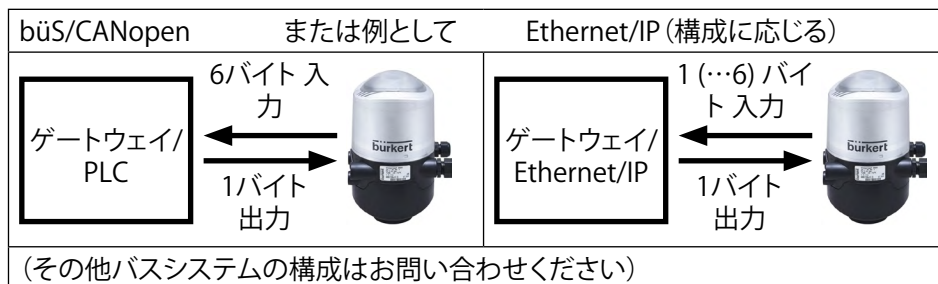 büS/CANopen または例として Ethernet/IP(構成に応じる)
6バイト 入
力
ゲートウェイ/
PLC
1バイト
出力
burkert
1 (…6) バイ
ト 入力
ゲートウェイ/
Ethernet/IP
1バイト
出力
burkert
(その他バスシステムの構成はお問い合わせください)